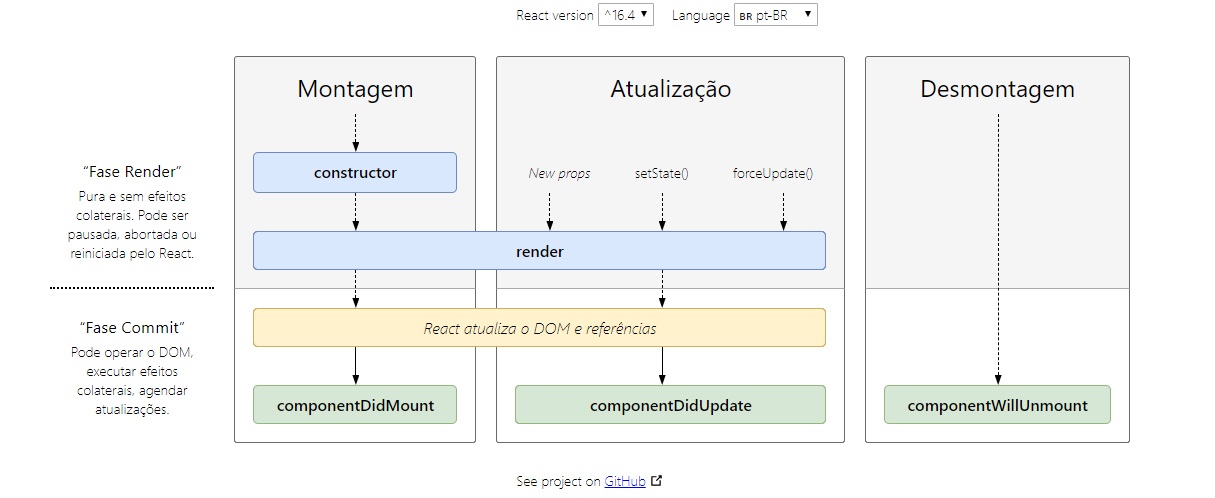 React version ^16.4 Language BR pt-BR
Montagem
Atualização
Desmontagem
“Fase Render”
Pura e sem efeitos
colaterais. Pode ser
pausada, abortada ou
reiniciada pelo React.
constructor
New props
setState()
forceUpdate()
render
“Fase Commit”
Pode operar o DOM,
executar efeitos
colaterais, agendar
atualizações.
React atualiza o DOM e referências
componentDidMount
componentDidUpdate
componentWillUnmount
See project on GitHub